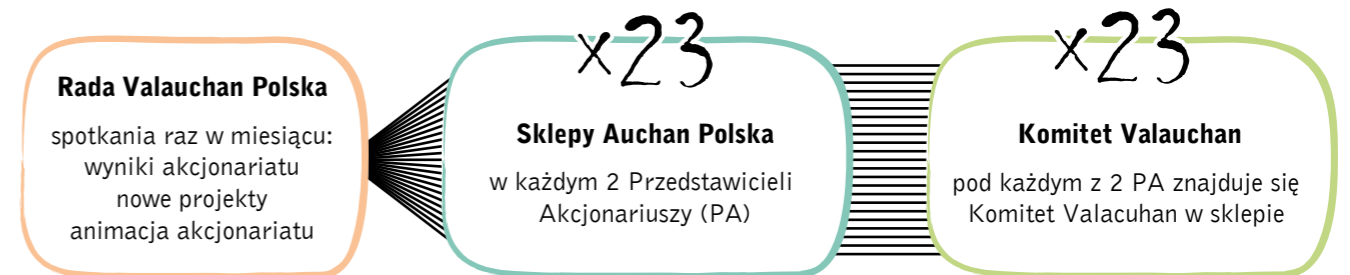 Rada Valauchan Polska
spotkania raz w miesiącu:
wyniki akcjonariatu
nowe projekty
animacja akcjonariatu
x23
Sklepy Auchan Polska
w każdym 2 Przedstawicieli
Akcjonariuszy (PA)
x23
Komitet Valauchan
pod każdym z 2 PA znajduje się
Komitet Valacuhan w sklepie